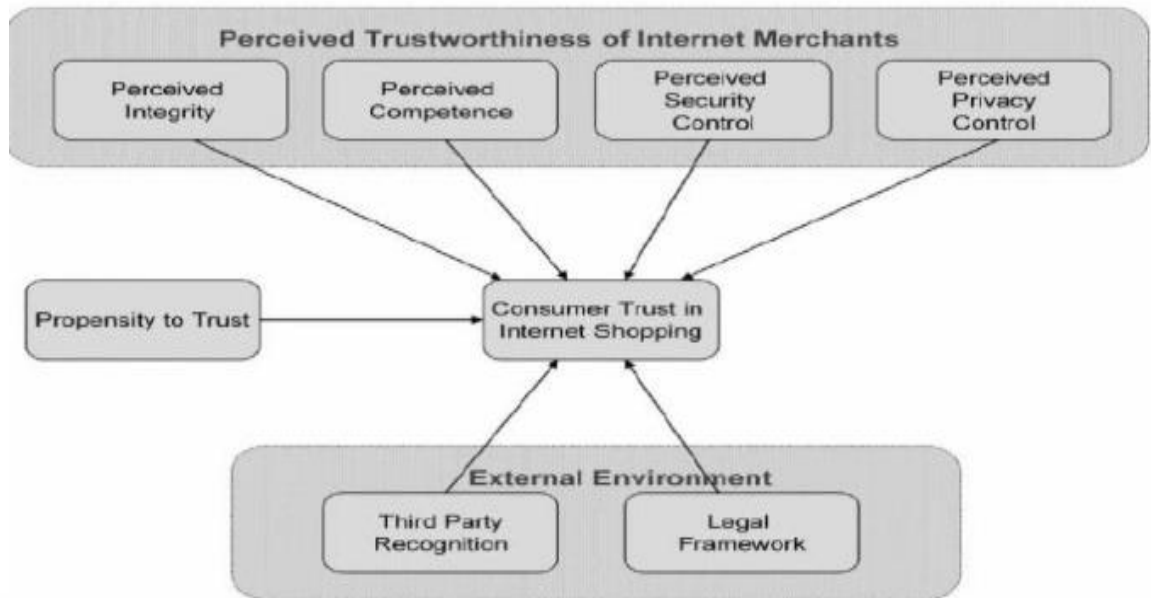 Perceived Trustworthiness of Internet Merchants
Perceived
Integrity
Perceived
Competence
Perceived
Security
Control
Perceived
Privacy
Control
Propensity to Trust
Consumer Trust in
Internet Shopping
External Environment
Third Party
Recognition
Legal
Framework